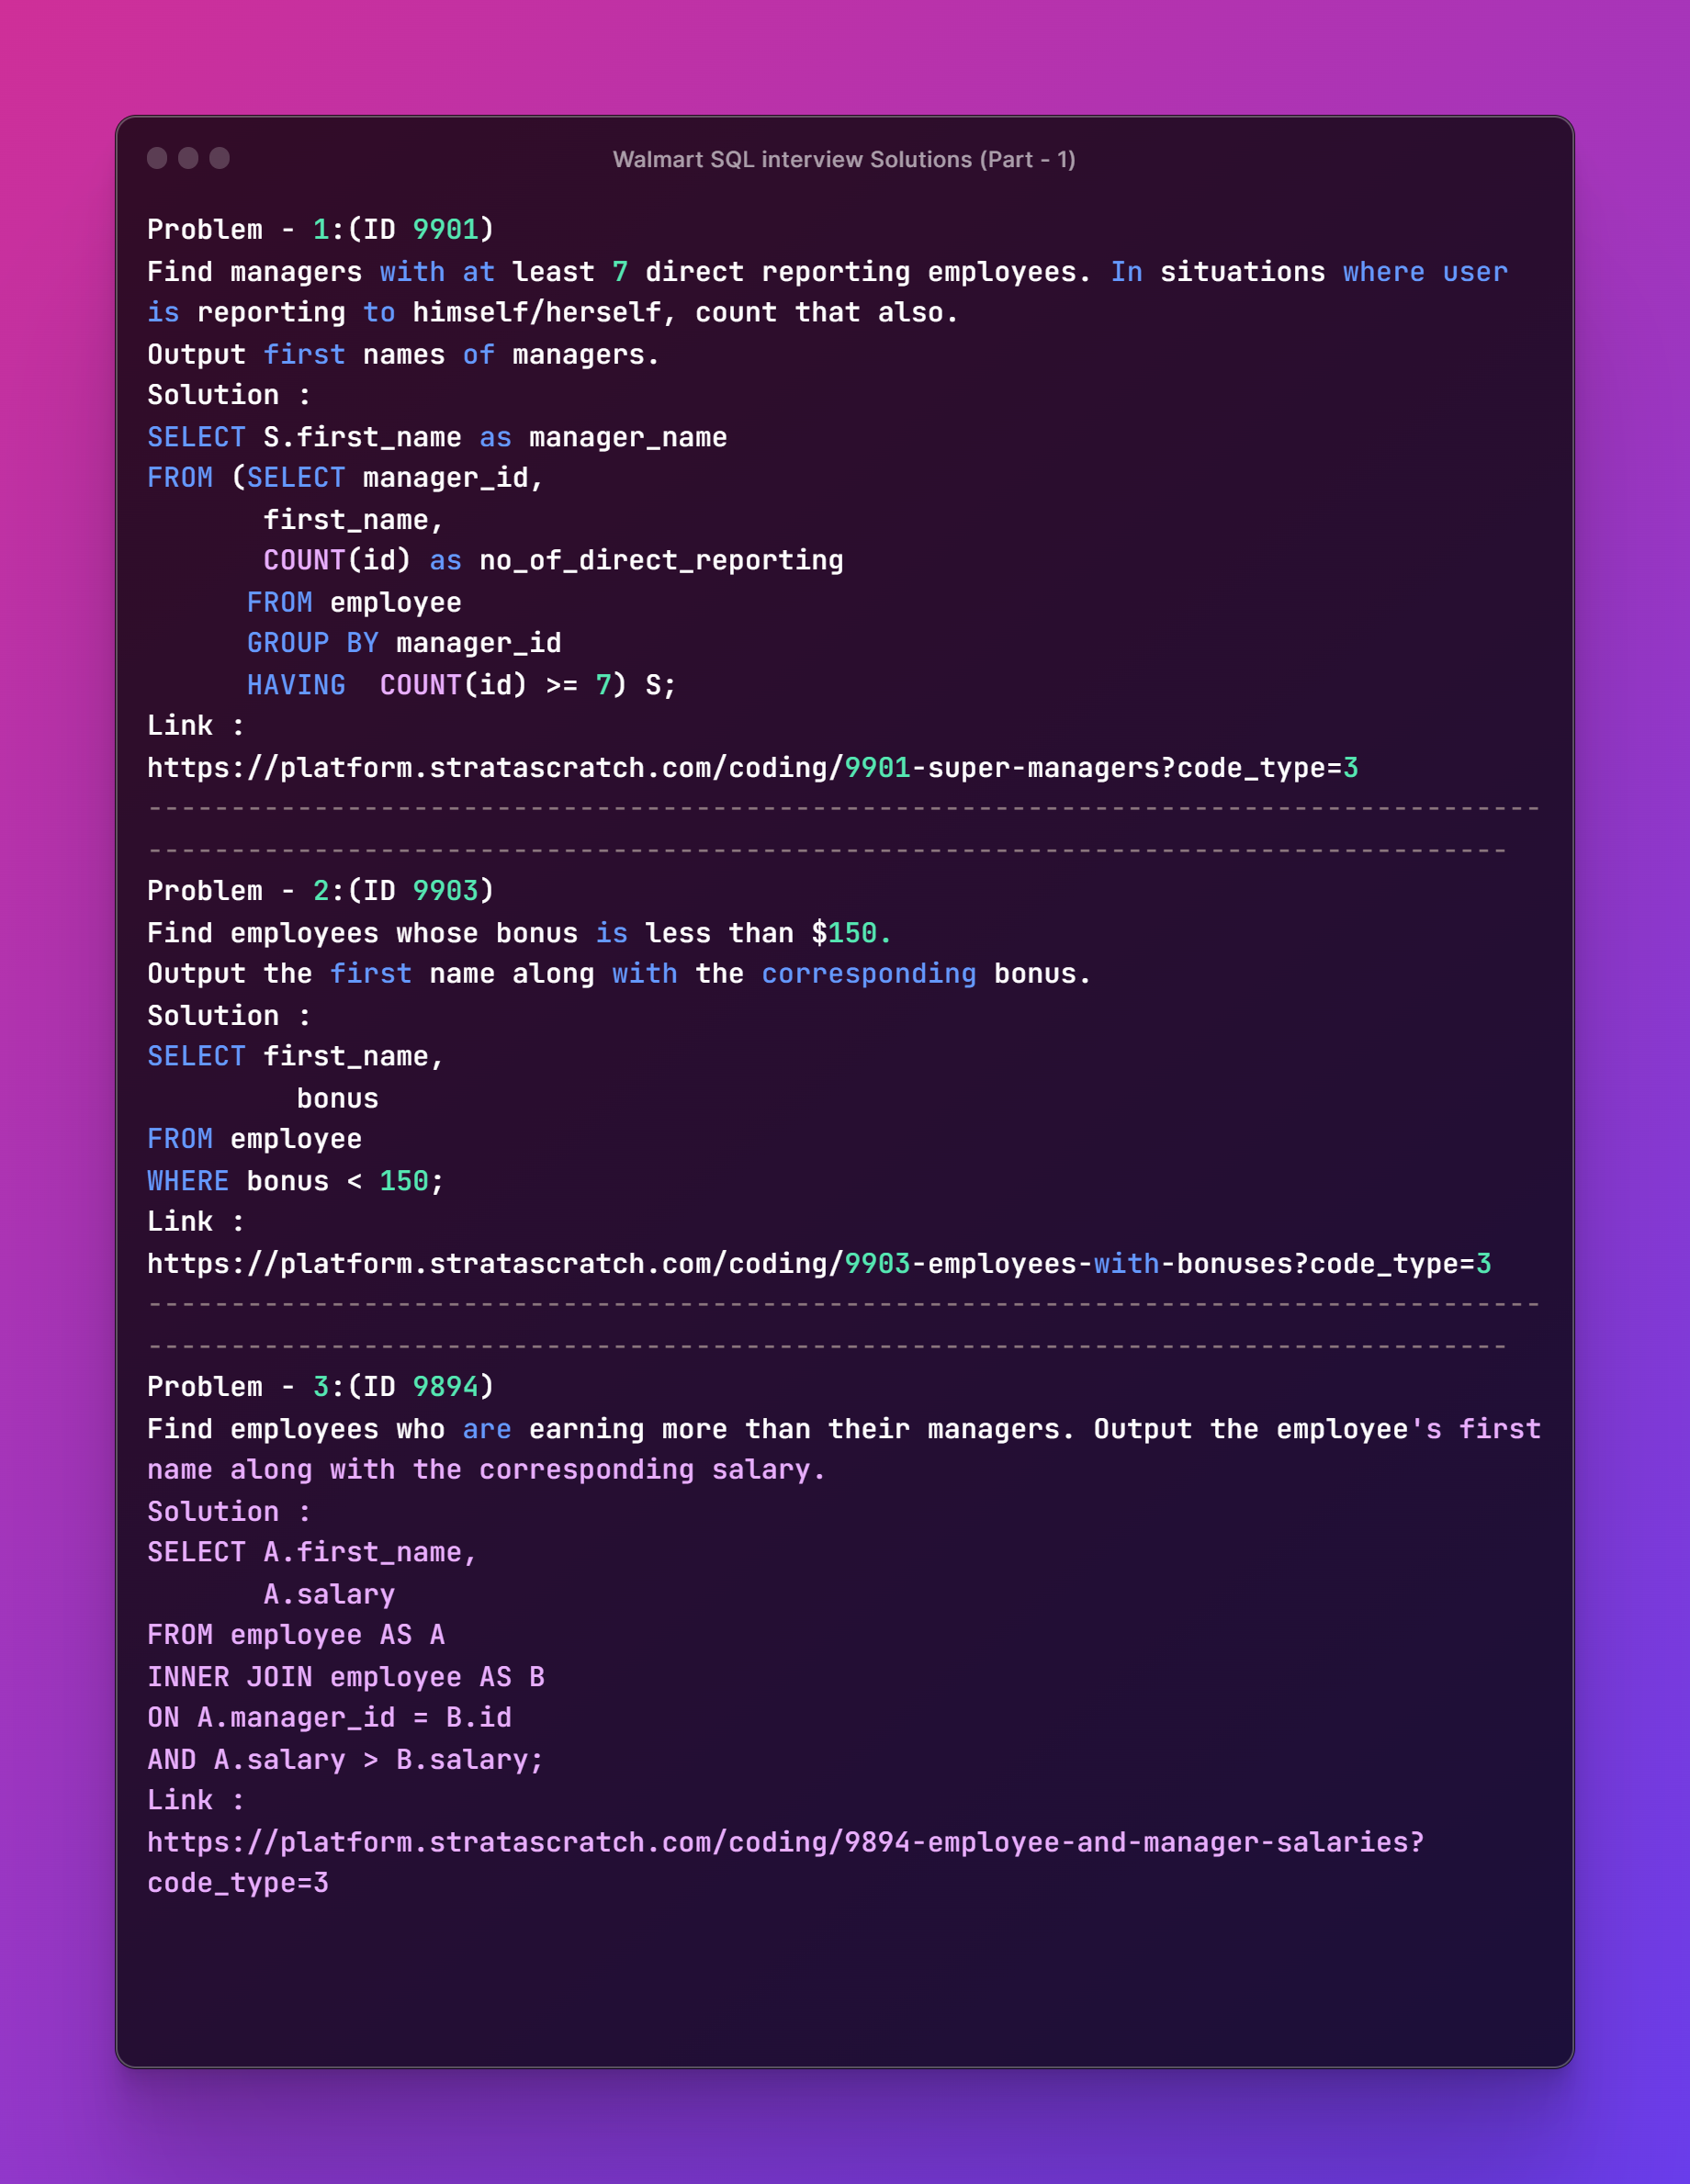 Walmart SQL interview Solutions (Part - 1)
Problem - 1:(ID 9901)
Find managers with at least 7 direct reporting employees. In situations where user
is reporting to himself/herself, count that also.
Output first names of managers.
Solution :
SELECT S.first_name as manager_name
FROM (SELECT manager_id,
       first_name,
       COUNT(id) as no_of_direct_reporting
      FROM employee
      GROUP BY manager_id
      HAVING  COUNT(id) >= 7) S;
Link :
https://platform.stratascratch.com/coding/9901-super-managers?code_type=3
------------------------------------------------------------------------------------
----------------------------------------------------------------------------------
Problem - 2:(ID 9903)
Find employees whose bonus is less than $150.
Output the first name along with the corresponding bonus.
Solution :
SELECT first_name,
         bonus
FROM employee
WHERE bonus < 150;
Link :
https://platform.stratascratch.com/coding/9903-employees-with-bonuses?code_type=3
------------------------------------------------------------------------------------
----------------------------------------------------------------------------------
Problem - 3:(ID 9894)
Find employees who are earning more than their managers. Output the employee's first
name along with the corresponding salary.
Solution :
SELECT A.first_name,
       A.salary
FROM employee AS A
INNER JOIN employee AS B
ON A.manager_id = B.id
AND A.salary > B.salary;
Link :
https://platform.stratascratch.com/coding/9894-employee-and-manager-salaries?
code_type=3